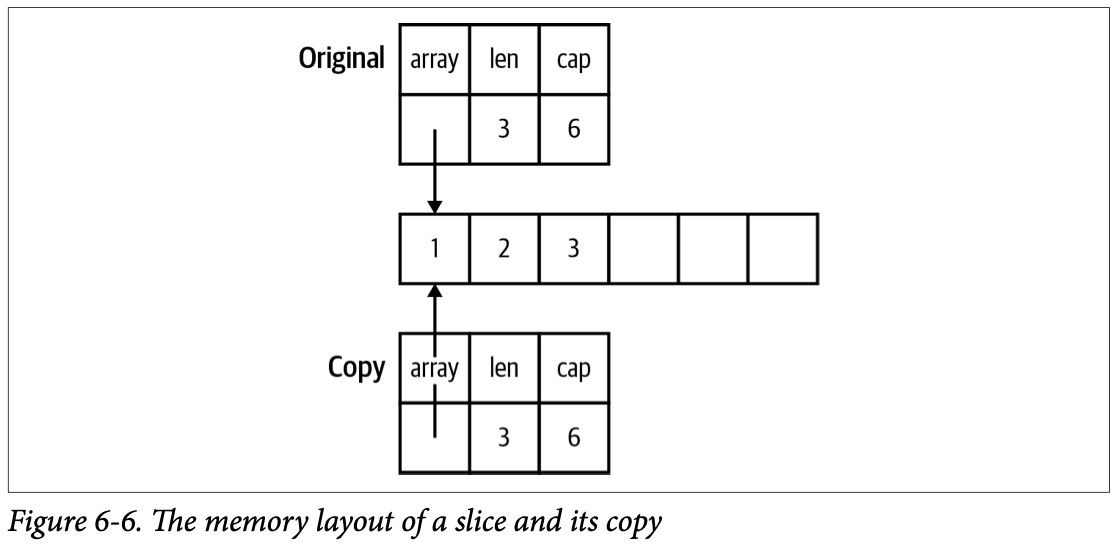 Original array len cap
3 6
1 2 3
Copy array len cap
3 6
Figure 6-6. The memory layout of a slice and its copy